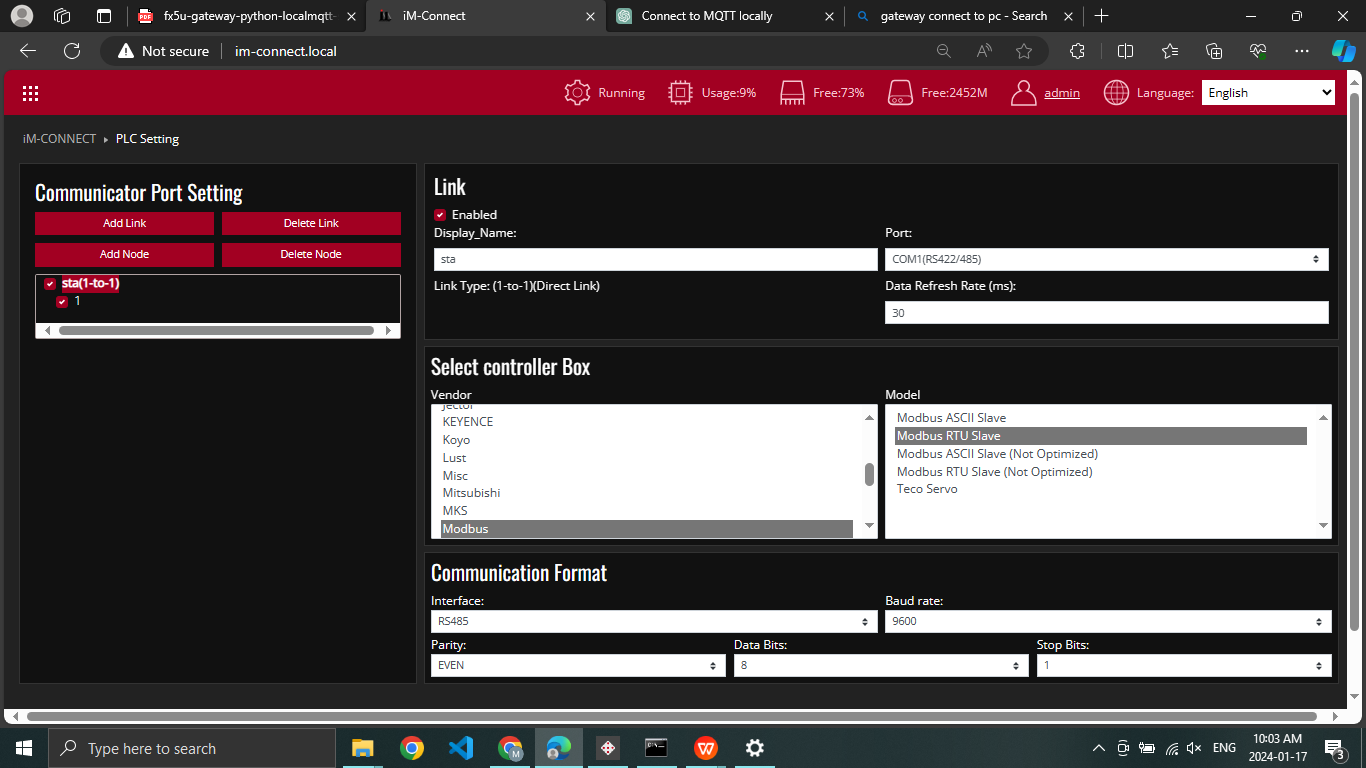 fx5u-gateway-python-localmqtt-
iM-Connect
Connect to MQTT locally
gateway connect to pc - Search
Not secure
im-connect.local
Running
Usage:9%
Free:73%
Free:2452M
admin
Language:
English
iM-CONNECT ▸ PLC Setting
Communicator Port Setting
Add Link
Delete Link
Add Node
Delete Node
sta(1-to-1)
1
Link
Enabled
Display_Name:
Port:
sta
COM1(RS422/485)
Link Type: (1-to-1)(Direct Link)
Data Refresh Rate (ms):
30
Select controller Box
Vendor
Model
Jector
KEYENCE
Koyo
Lust
Misc
Mitsubishi
MKS
Modbus
Modbus ASCII Slave
Modbus RTU Slave
Modbus ASCII Slave (Not Optimized)
Modbus RTU Slave (Not Optimized)
Teco Servo
Communication Format
Interface:
Baud rate:
RS485
9600
Parity:
Data Bits:
Stop Bits:
EVEN
8
1
Type here to search
ENG
10:03 AM
2024-01-17
3